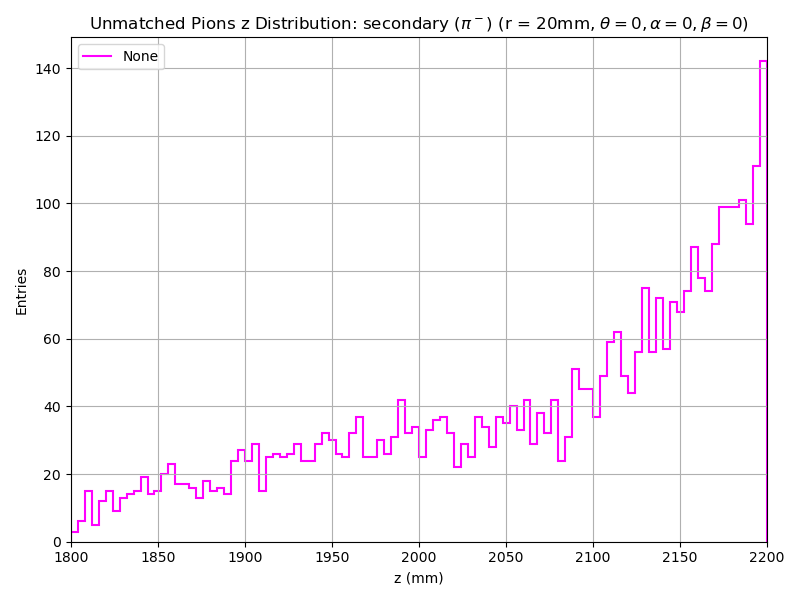 Unmatched Pions z Distribution: secondary (π⁻) (r = 20mm, θ = 0, α = 0, β = 0)
None
Entries
140
120
100
80
60
40
20
0
1800 1850 1900 1950 2000 2050 2100 2150 2200
z (mm)